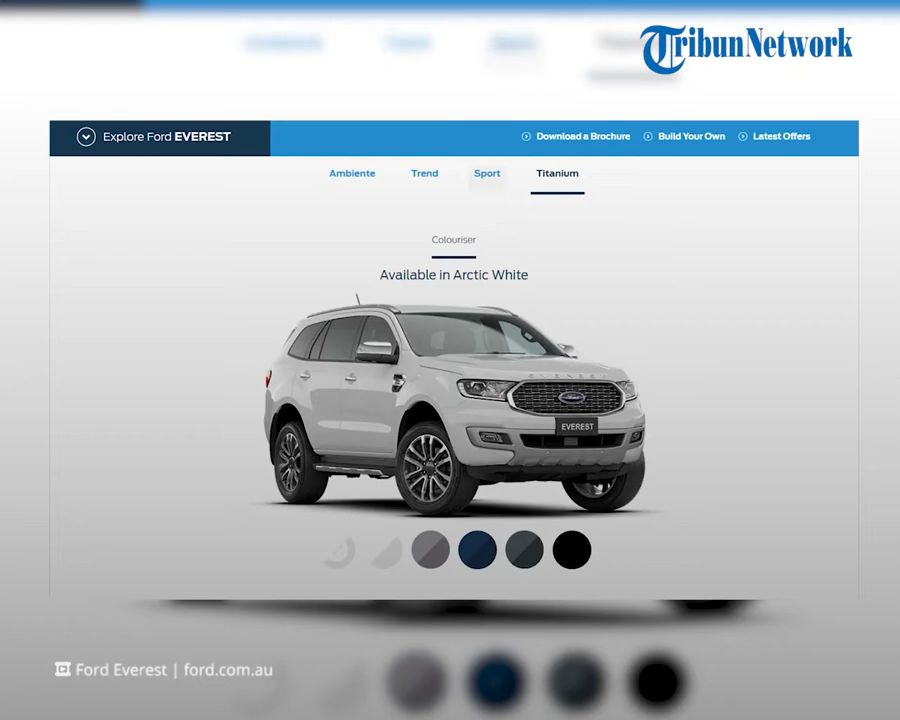 TribunNetwork
Explore Ford EVEREST
Download a Brochure
Build Your Own
Latest Offers
Ambiente
Trend
Sport
Titanium
Colouriser
Available in Arctic White
EVEREST
Ford Everest | ford.com.au